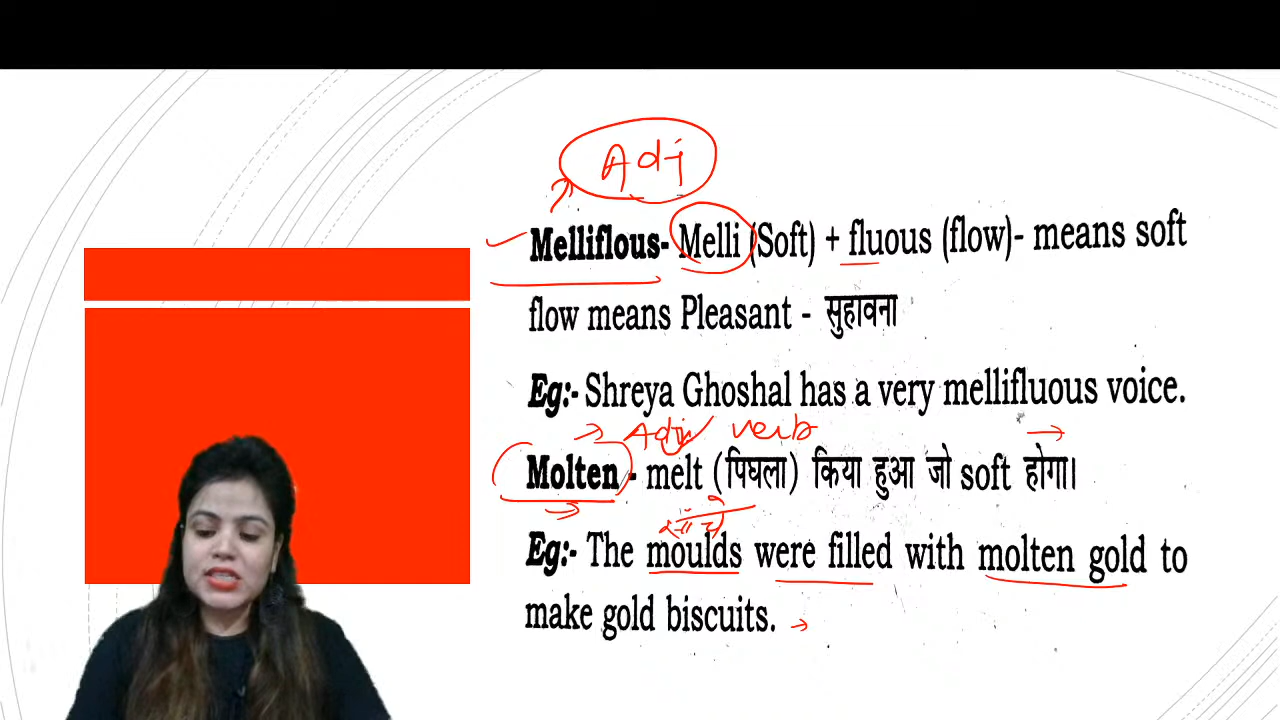 Adj
Melliflous- Melli (Soft) + fluous (flow)- means soft
flow means Pleasant - सुहावना
Eg:- Shreya Ghoshal has a very mellifluous voice.
verb
Molten - melt (पिघला) किया हुआ जो soft होगा।
Eg:- The moulds were filled with molten gold to
make gold biscuits.